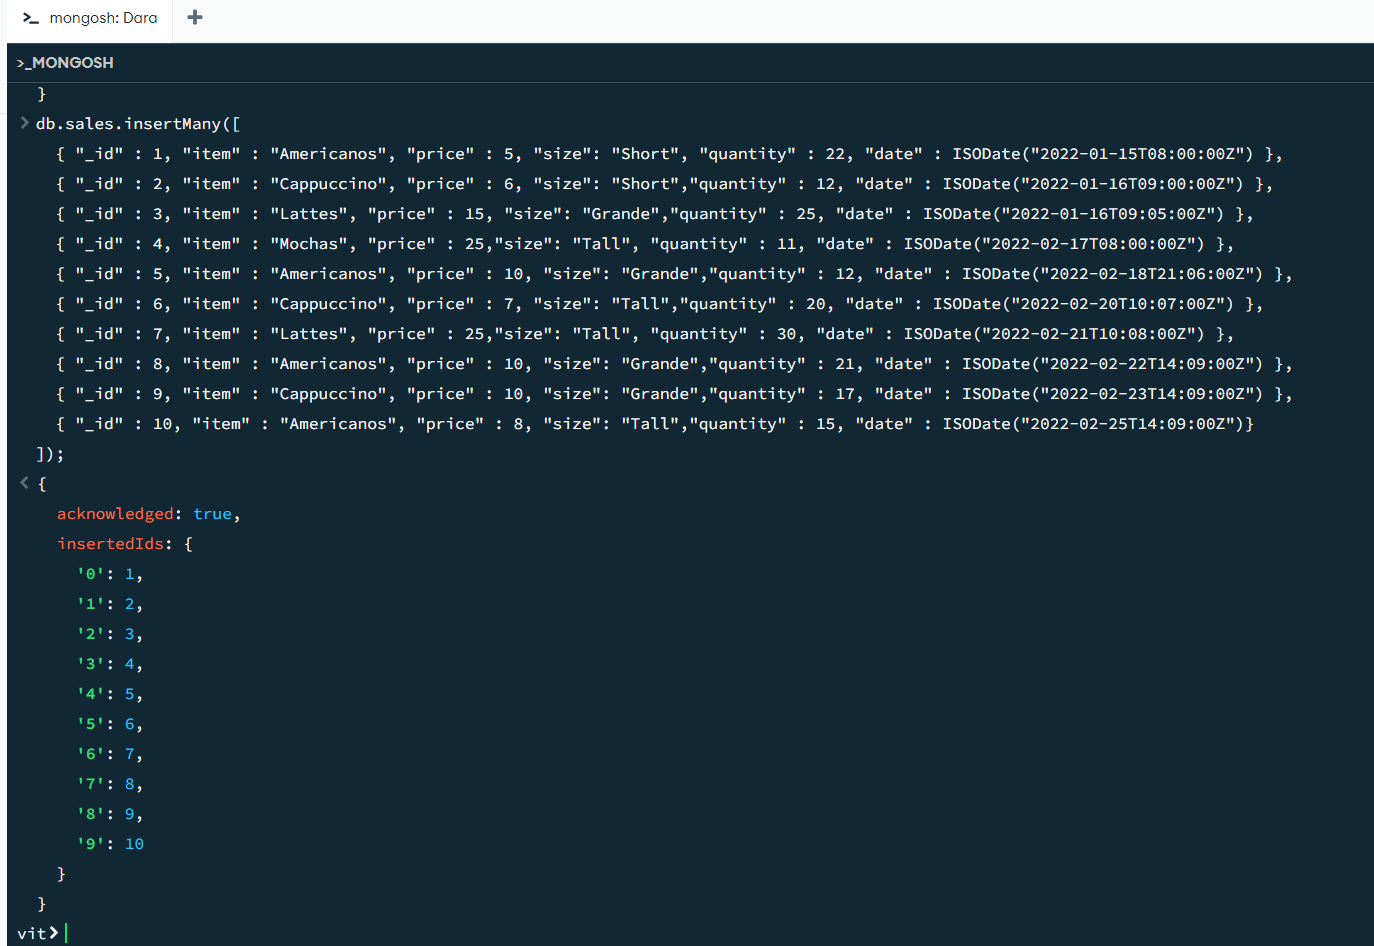 >_ mongosh: Dara +
>_MONGOSH
}
> db.sales.insertMany([
{ "_id" : 1, "item" : "Americanos", "price" : 5, "size": "Short", "quantity" : 22, "date" : ISODate("2022-01-15T08:00:00Z") },
{ "_id" : 2, "item" : "Cappuccino", "price" : 6, "size": "Short","quantity" : 12, "date" : ISODate("2022-01-16T09:00:00Z") },
{ "_id" : 3, "item" : "Lattes", "price" : 15, "size": "Grande","quantity" : 25, "date" : ISODate("2022-01-16T09:05:00Z") },
{ "_id" : 4, "item" : "Mochas", "price" : 25,"size": "Tall", "quantity" : 11, "date" : ISODate("2022-02-17T08:00:00Z") },
{ "_id" : 5, "item" : "Americanos", "price" : 10, "size": "Grande","quantity" : 12, "date" : ISODate("2022-02-18T21:06:00Z") },
{ "_id" : 6, "item" : "Cappuccino", "price" : 7, "size": "Tall","quantity" : 20, "date" : ISODate("2022-02-20T10:07:00Z") },
{ "_id" : 7, "item" : "Lattes", "price" : 25,"size": "Tall", "quantity" : 30, "date" : ISODate("2022-02-21T10:08:00Z") },
{ "_id" : 8, "item" : "Americanos", "price" : 10, "size": "Grande","quantity" : 21, "date" : ISODate("2022-02-22T14:09:00Z") },
{ "_id" : 9, "item" : "Cappuccino", "price" : 10, "size": "Grande","quantity" : 17, "date" : ISODate("2022-02-23T14:09:00Z") },
{ "_id" : 10, "item" : "Americanos", "price" : 8, "size": "Tall","quantity" : 15, "date" : ISODate("2022-02-25T14:09:00Z")}
]);
< {
acknowledged: true,
insertedIds: {
'0': 1,
'1': 2,
'2': 3,
'3': 4,
'4': 5,
'5': 6,
'6': 7,
'7': 8,
'8': 9,
'9': 10
}
}
vit>